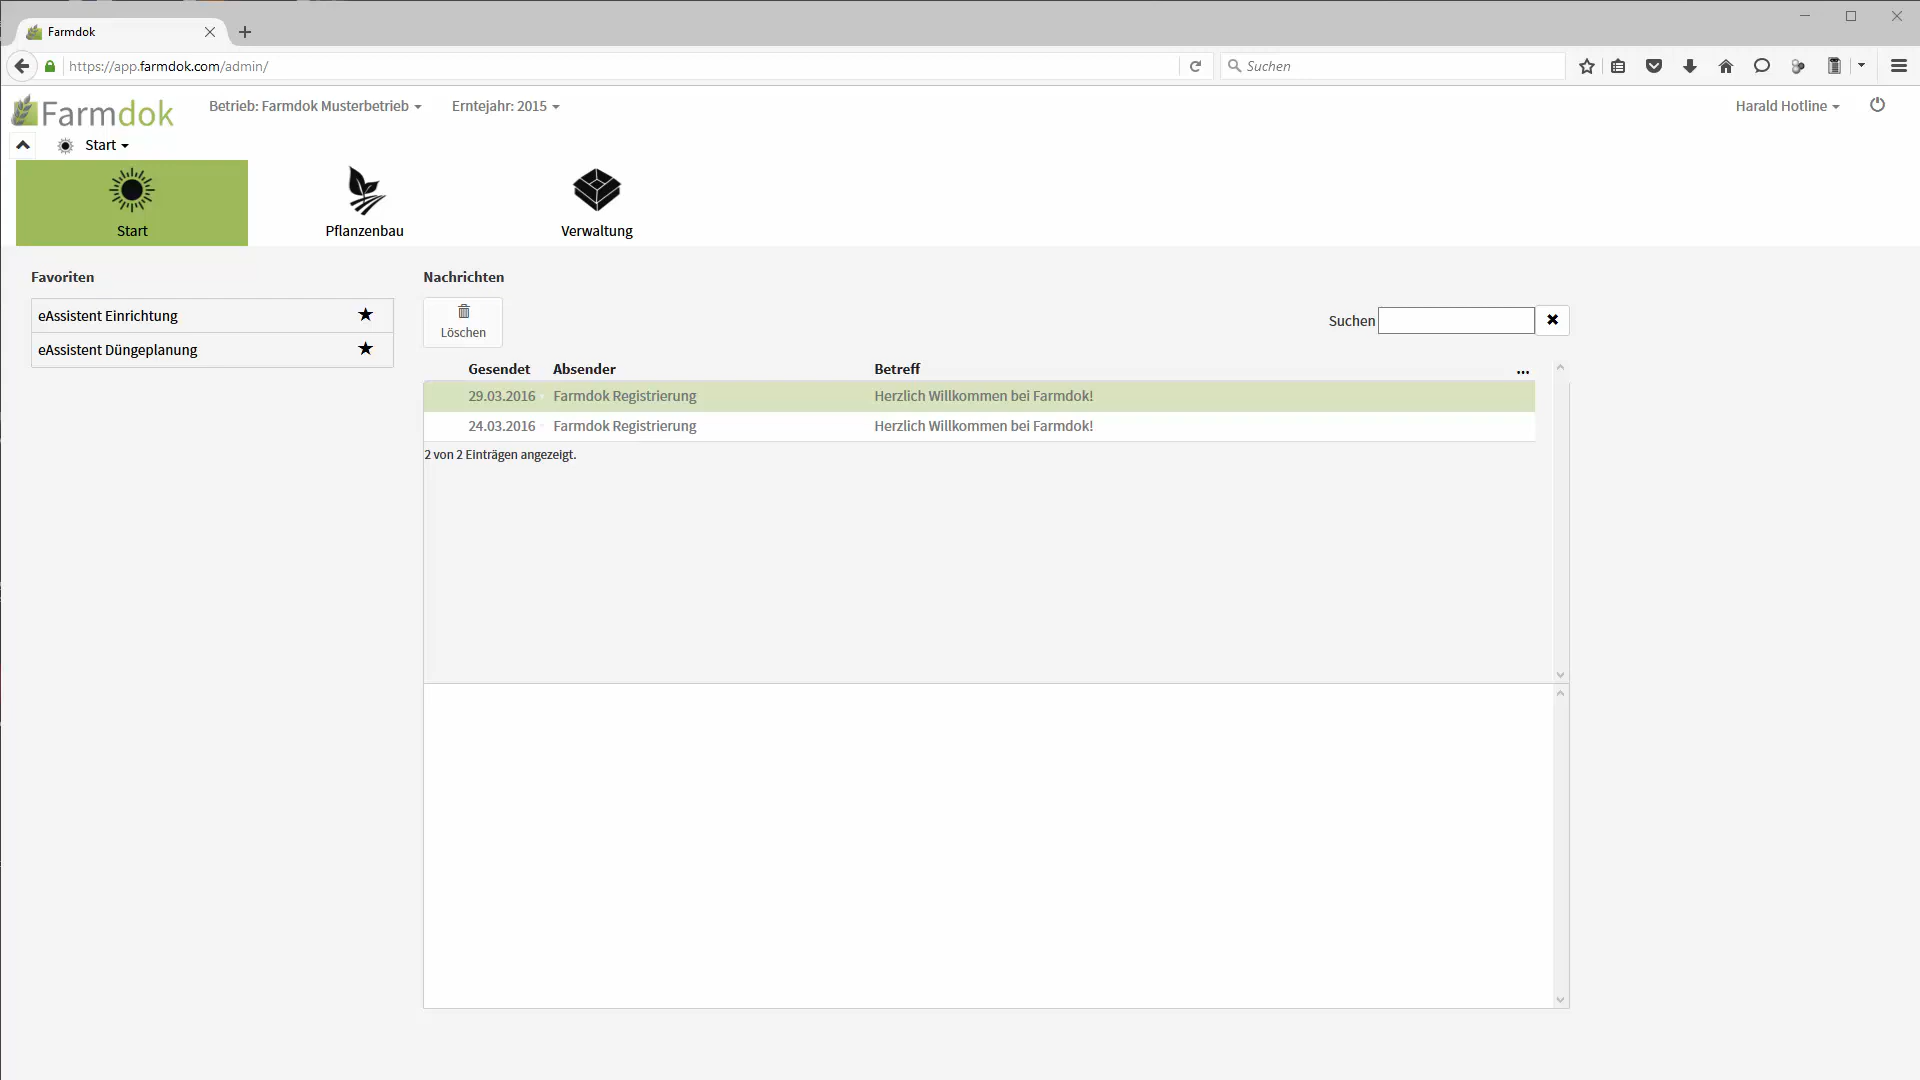 Farmdok
https://app.farmdok.com/admin/
Suchen
Farmdok
Betrieb: Farmdok Musterbetrieb
Erntejahr: 2015
Harald Hotline
Start
Start
Pflanzenbau
Verwaltung
Favoriten
eAssistent Einrichtung
eAssistent Düngeplanung
Nachrichten
Löschen
Suchen
Gesendet Absender Betreff ...
29.03.2016 Farmdok Registrierung Herzlich Willkommen bei Farmdok!
24.03.2016 Farmdok Registrierung Herzlich Willkommen bei Farmdok!
2 von 2 Einträgen angezeigt.